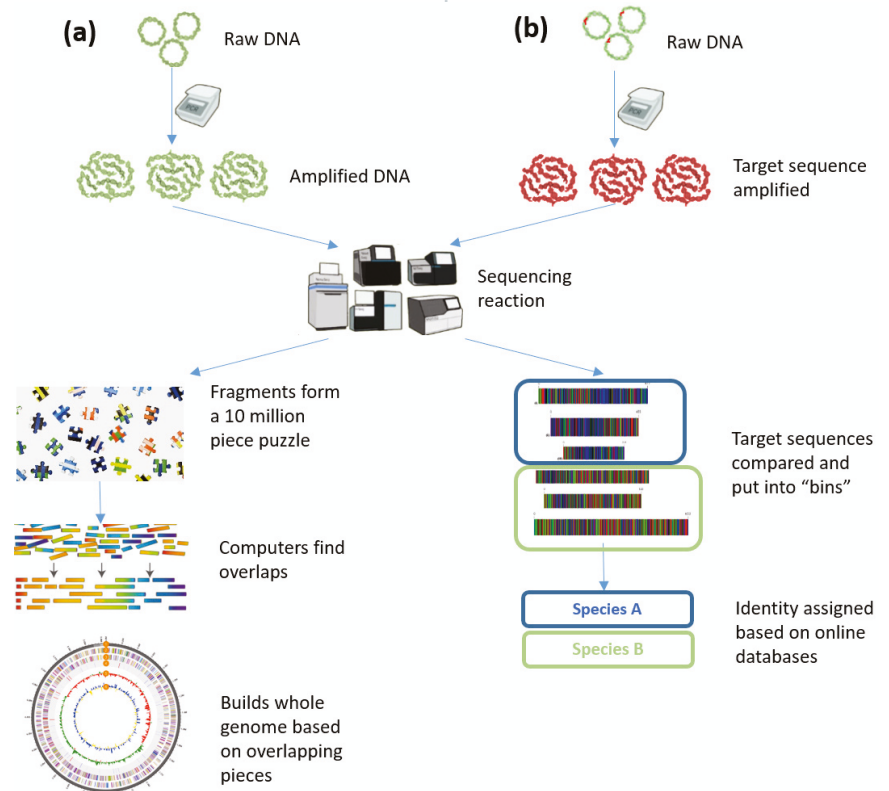 (a)
Raw DNA
(b)
Raw DNA
PCR
PCR
Amplified DNA
Target sequence
amplified
Sequencing
reaction
Fragments form
a 10 million
piece puzzle
Target sequences
compared and
put into “bins”
Computers find
overlaps
Species A
Species B
Identity assigned
based on online
databases
Builds whole
genome based
on overlapping
pieces